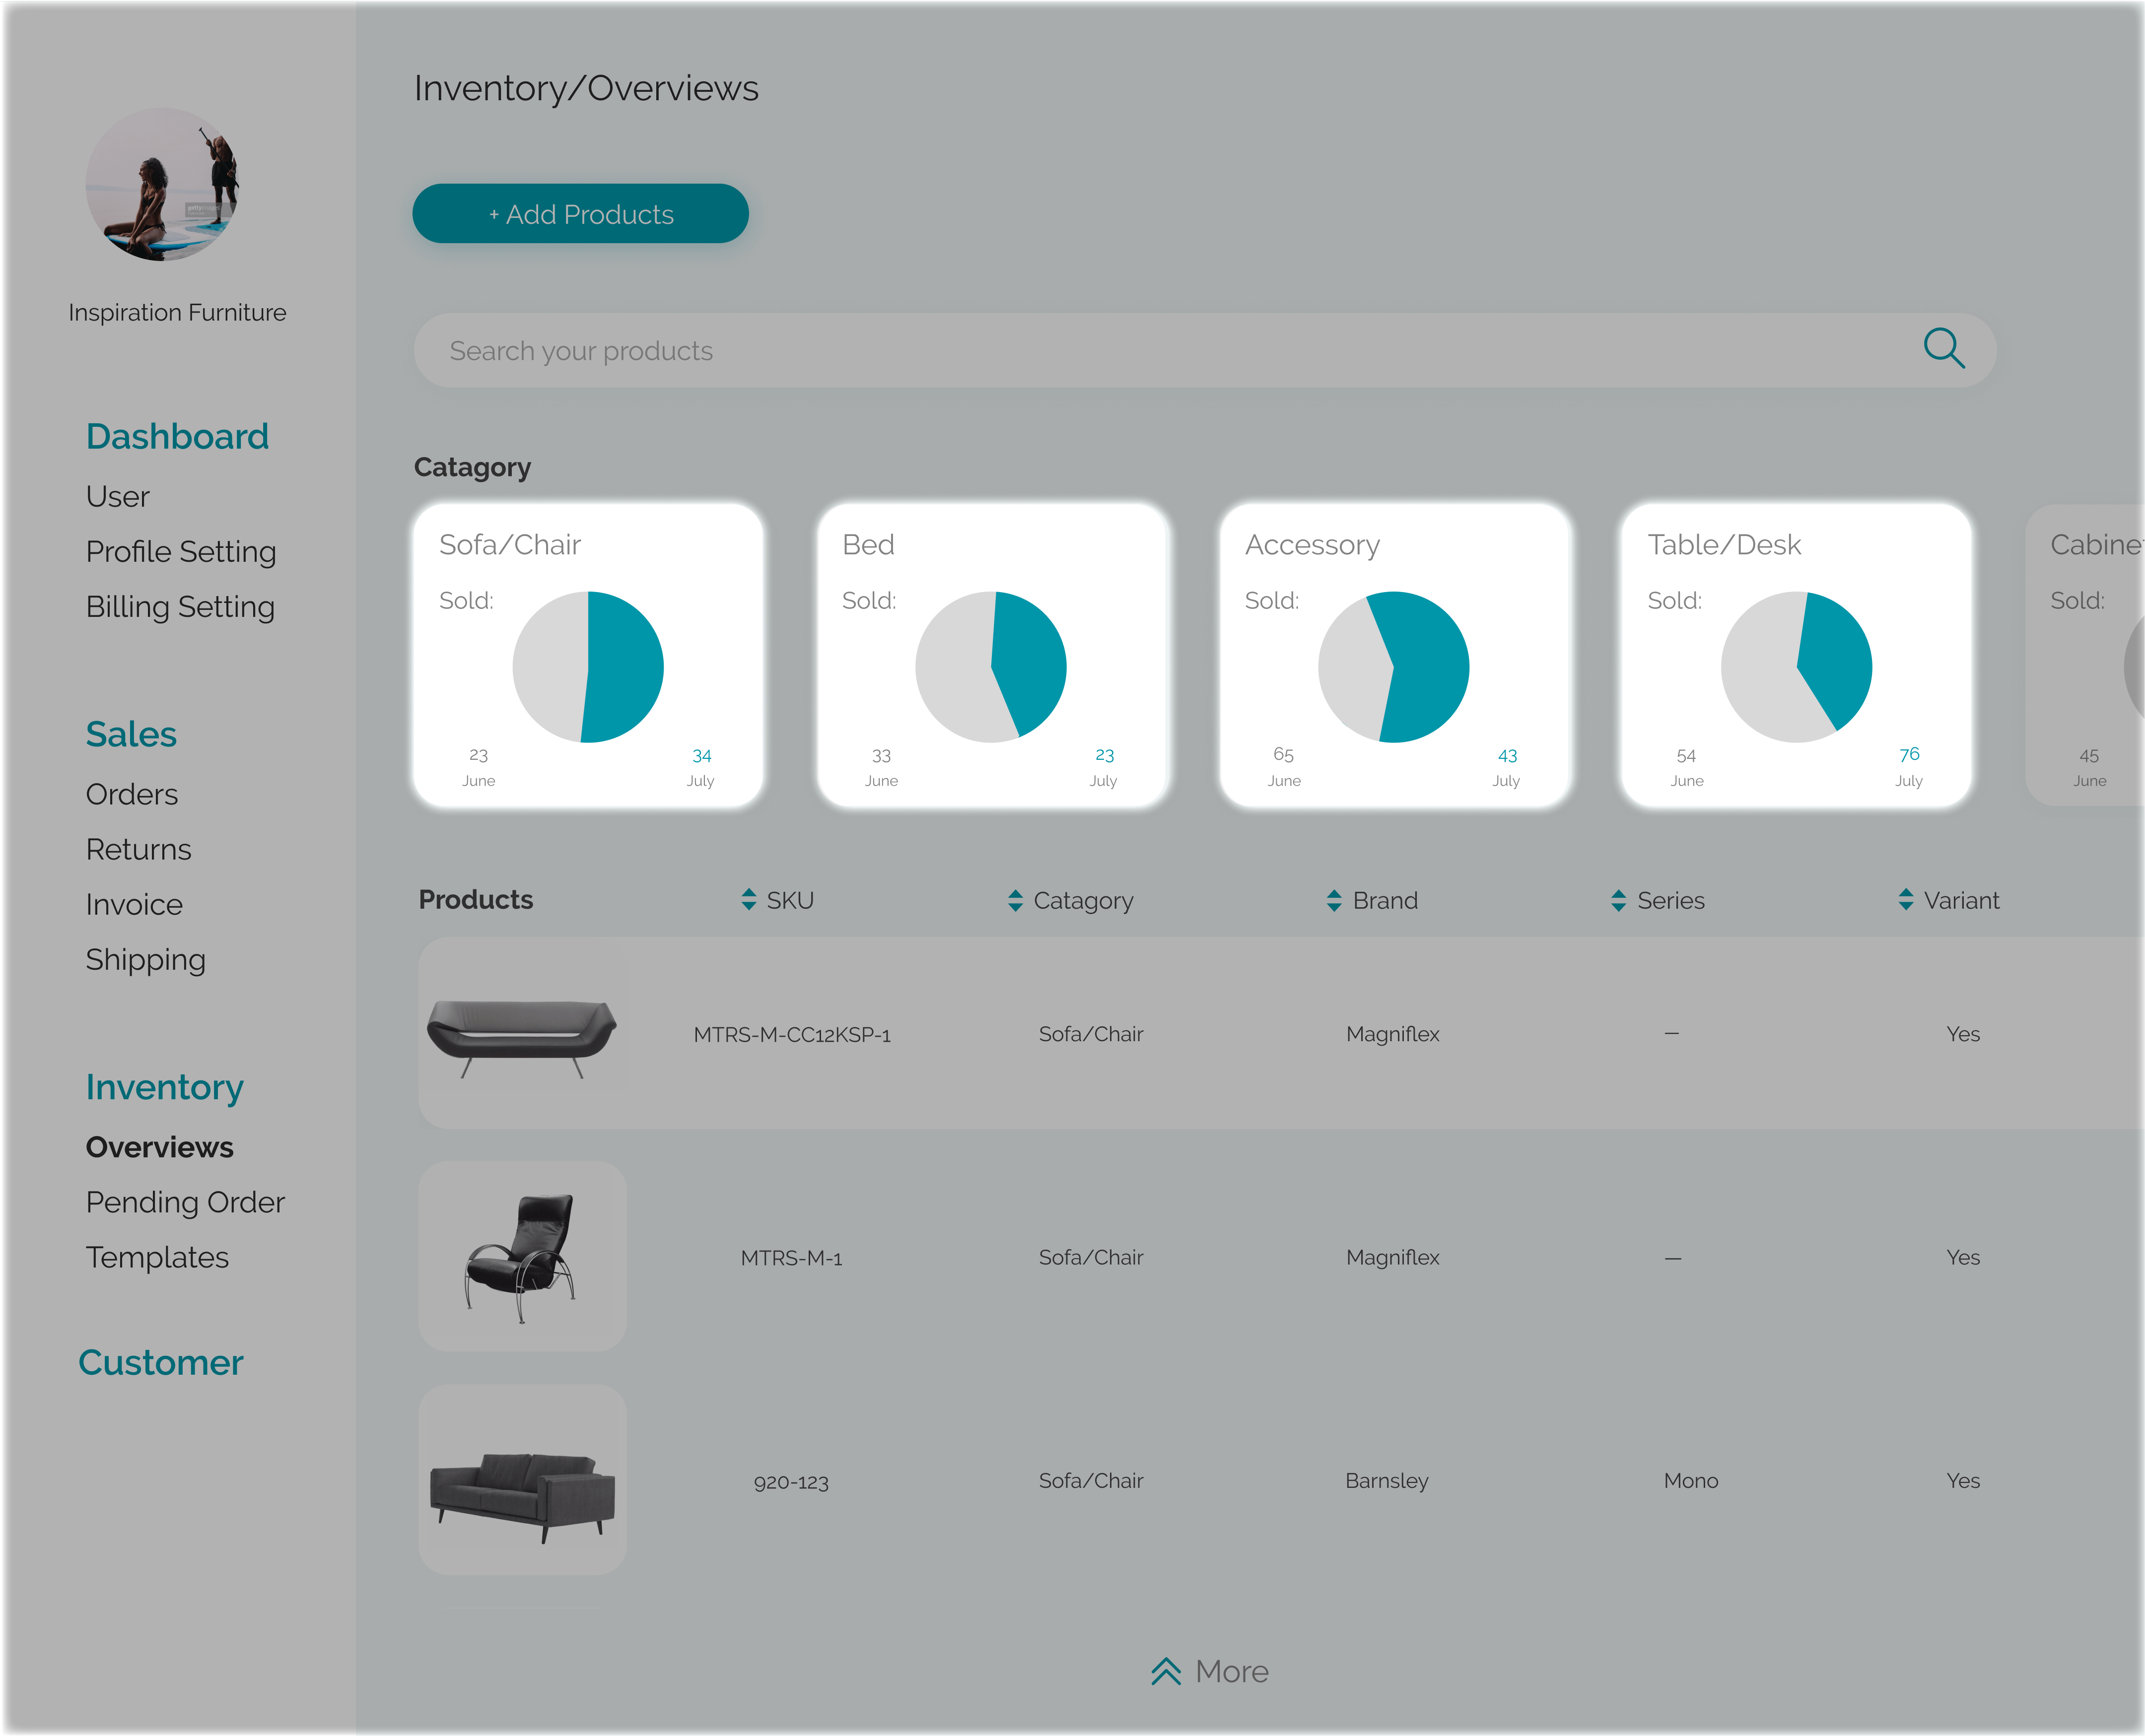 Inventory/Overviews
+ Add Products
Inspiration Furniture
Search your products
Dashboard
User
Profile Setting
Billing Setting
Sales
Orders
Returns
Invoice
Shipping
Inventory
Overviews
Pending Order
Templates
Customer
Catagory
Sofa/Chair
Sold:
23
June
34
July
Bed
Sold:
33
June
23
July
Accessory
Sold:
65
June
43
July
Table/Desk
Sold:
54
June
76
July
Cabine
Sold:
45
June
Products SKU Catagory Brand Series Variant
MTRS-M-CC12KSP-1 Sofa/Chair Magniflex — Yes
MTRS-M-1 Sofa/Chair Magniflex — Yes
920-123 Sofa/Chair Barnsley Mono Yes
More